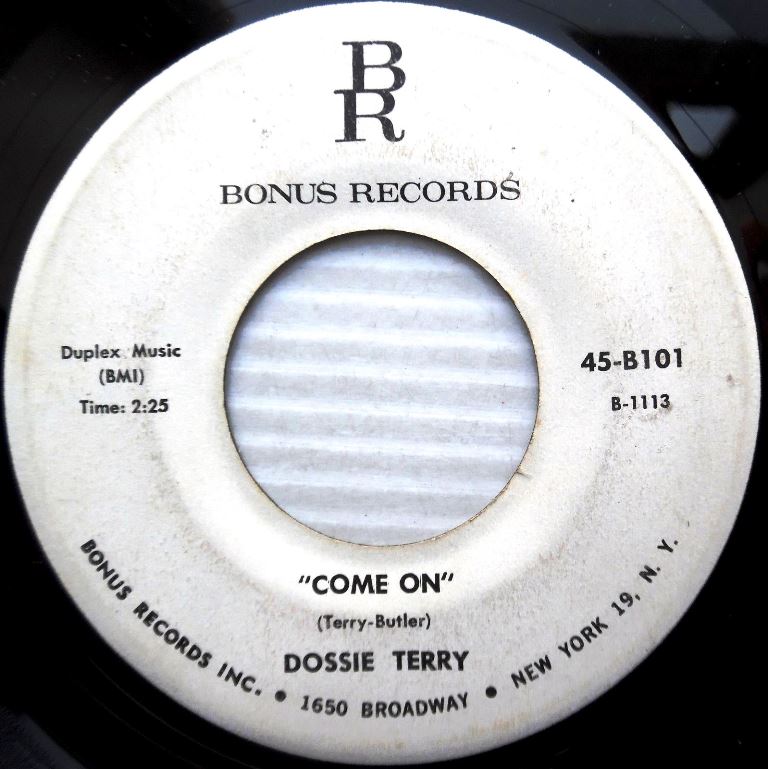 B
R
BONUS RECORDS
Duplex Music
(BMI)
Time: 2:25
45-B101
B-1113
"COME ON"
(Terry-Butler)
DOSSIE TERRY
BONUS RECORDS INC. • 1650 BROADWAY • NEW YORK 19, N. Y.